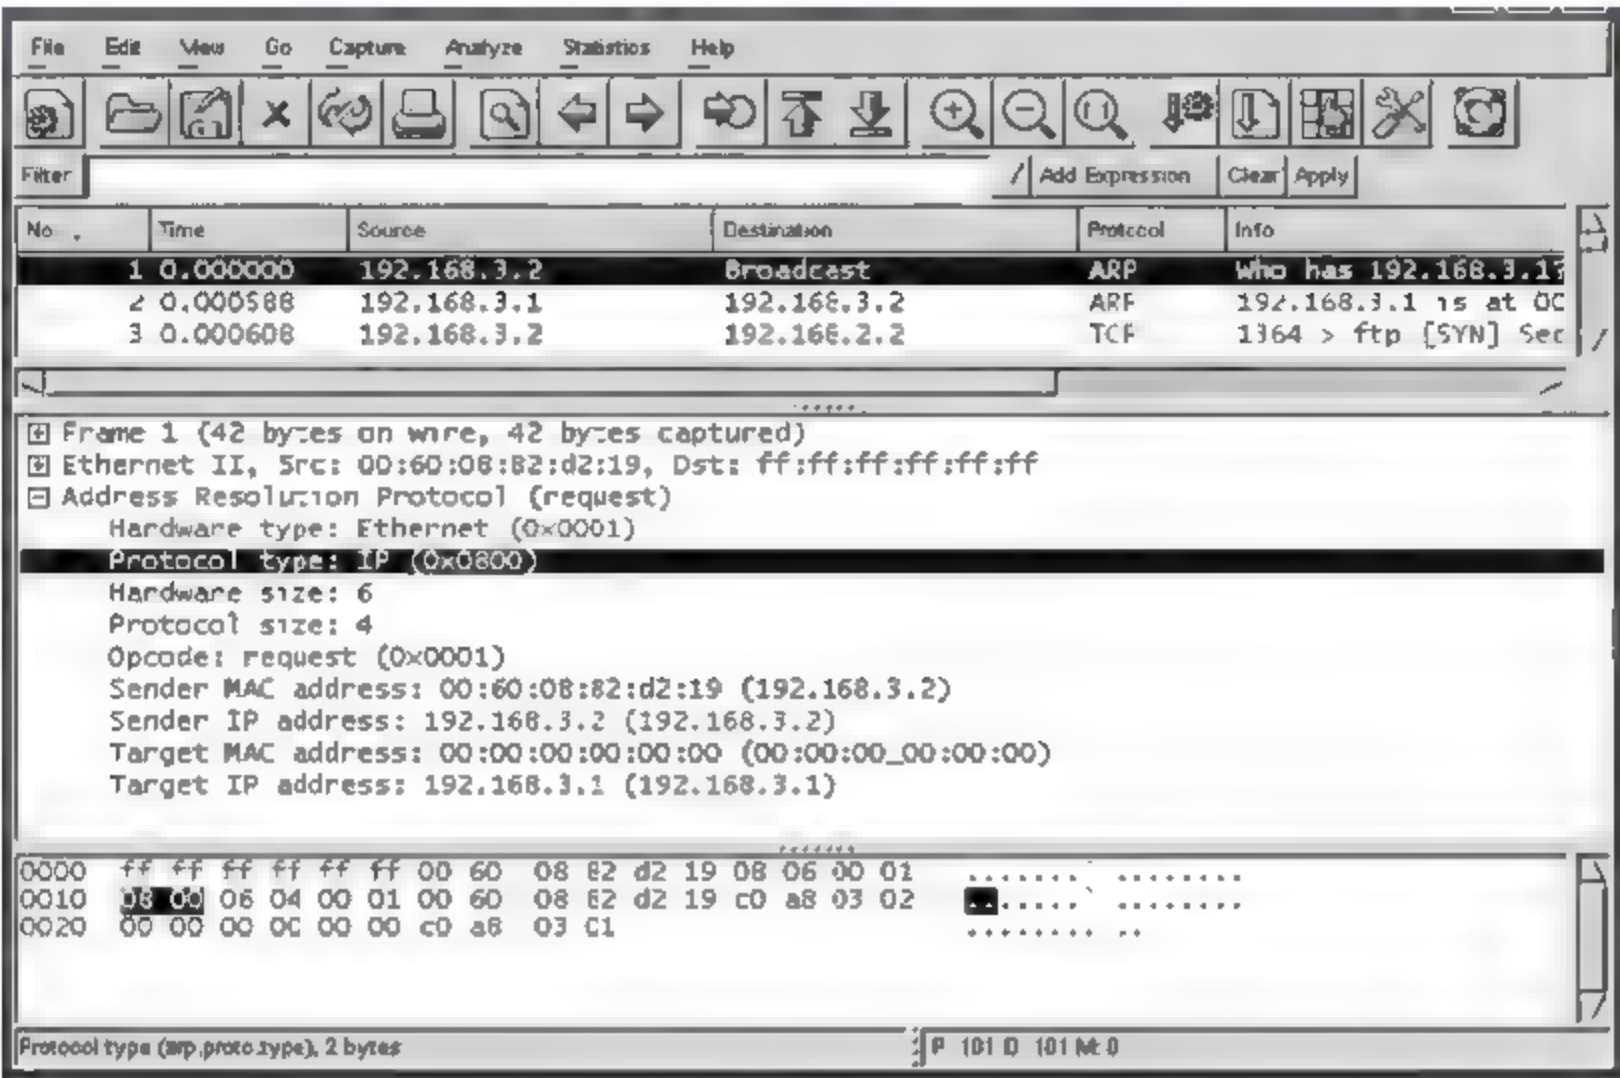 File Edit View Go Capture Analyze Statistics Help
Filter Add Expression Clear Apply
No. Time Source Destination Protocol Info
1 0.000000 192.168.3.2 Broadcast ARP Who has 192.168.3.1?
2 0.000588 192.168.3.1 192.168.3.2 ARP 192.168.3.1 is at 00
3 0.000608 192.168.3.2 192.168.2.2 TCP 1364 > ftp [SYN] Seq
Frame 1 (42 bytes on wire, 42 bytes captured)
Ethernet II, Src: 00:60:08:82:d2:19, Dst: ff:ff:ff:ff:ff:ff
Address Resolution Protocol (request)
Hardware type: Ethernet (0x0001)
Protocol type: IP (0x0800)
Hardware size: 6
Protocol size: 4
Opcode: request (0x0001)
Sender MAC address: 00:60:08:82:d2:19 (192.168.3.2)
Sender IP address: 192.168.3.2 (192.168.3.2)
Target MAC address: 00:00:00:00:00:00 (00:00:00_00:00:00)
Target IP address: 192.168.3.1 (192.168.3.1)
0000 ff ff ff ff ff ff 00 60 08 82 d2 19 08 06 00 01 .......` ........
0010 08 00 06 04 00 01 00 60 08 82 d2 19 c0 a8 03 02 .......` ........
0020 00 00 00 00 00 00 c0 a8 03 01 ........ ..
Protocol type (arp.proto.type), 2 bytes P: 101 D: 101 M: 0